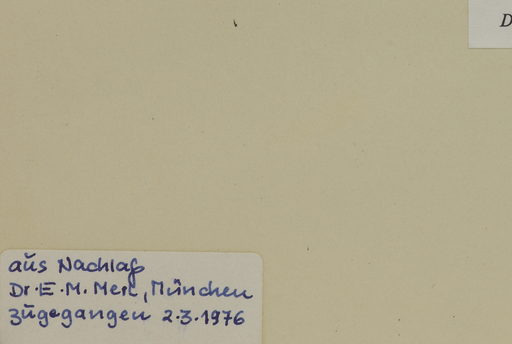 D
aus Nachlaß
Dr. E. M. Merk, München
zugegangen 2.3.1976